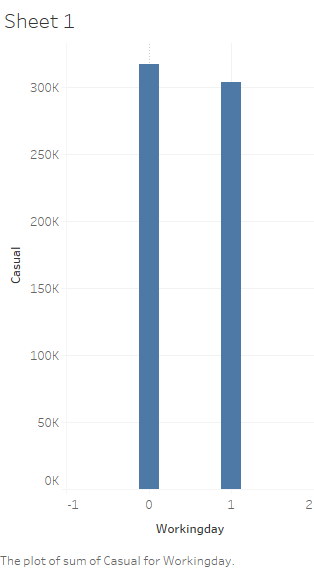 Sheet 1
300K
250K
200K
150K
100K
50K
0K
Casual
-1 0 1 2
Workingday
The plot of sum of Casual for Workingday.